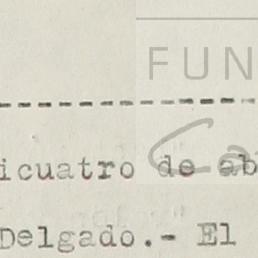 FUN
icuatro de ab
Delgado.- El